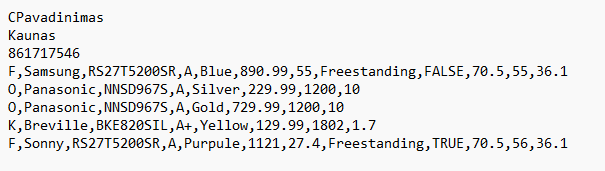 CPavadinimas
Kaunas
861717546
F,Samsung,RS27T5200SR,A,Blue,890.99,55,Freestanding,FALSE,70.5,55,36.1
O,Panasonic,NNSD967S,A,Silver,229.99,1200,10
O,Panasonic,NNSD967S,A,Gold,729.99,1200,10
K,Breville,BKE820SIL,A+,Yellow,129.99,1802,1.7
F,Sonny,RS27T5200SR,A,Purpule,1121,27.4,Freestanding,TRUE,70.5,56,36.1